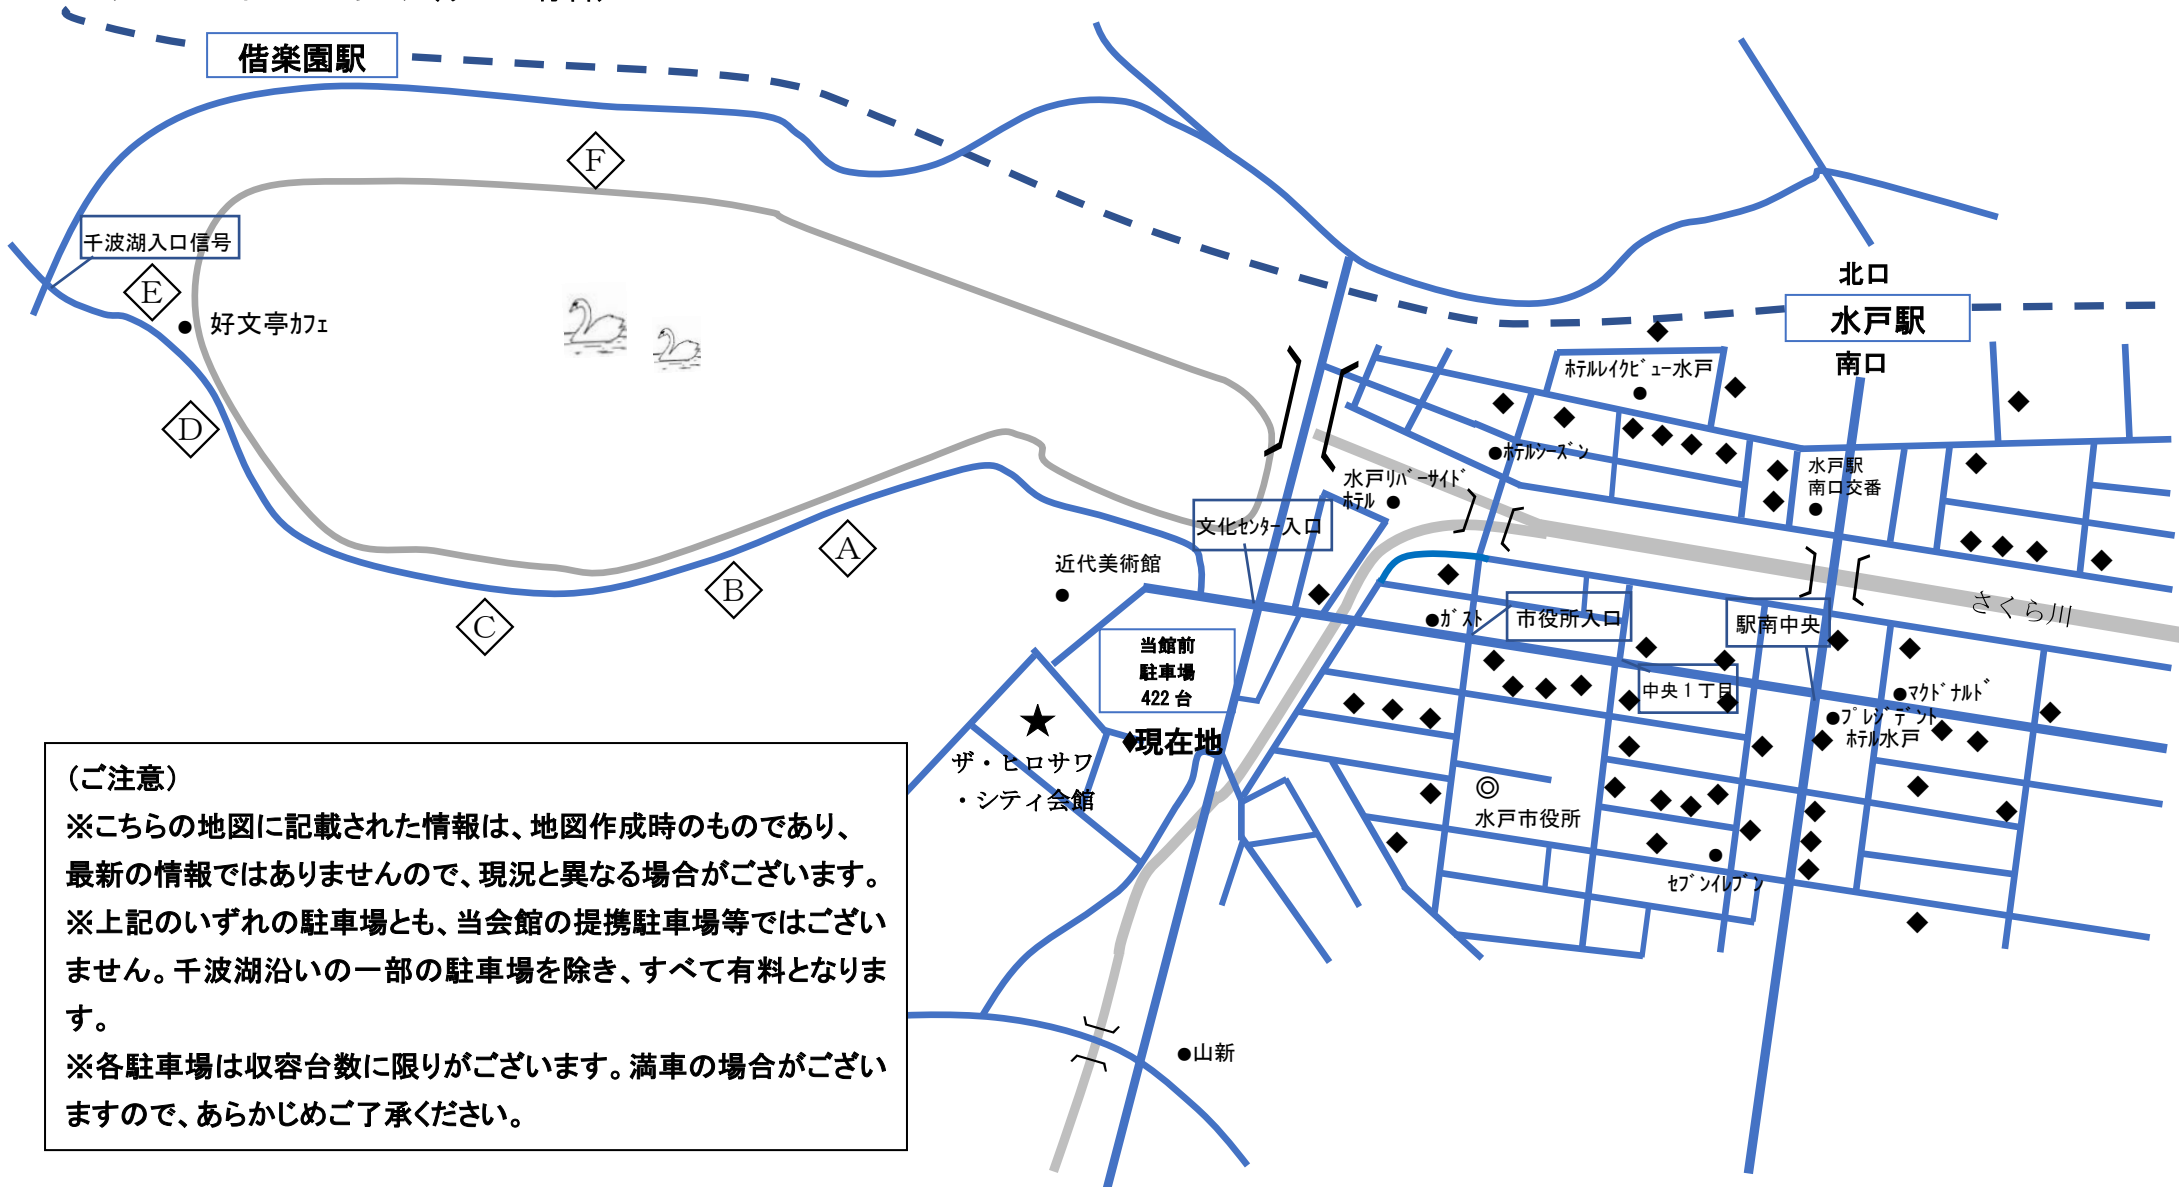 偕楽園駅
F
千波湖入口信号
E
●
好文亭ｶﾌｪ
D
A
B
C
北口
水戸駅
南口
ﾎﾃﾙﾚｲｸﾋﾞｭｰ水戸
●
●ﾎﾃﾙｼｰｽﾞﾝ
水戸駅
南口交番
●
水戸ﾘﾊﾞｰｻｲﾄﾞ
ﾎﾃﾙ ●
文化ｾﾝﾀｰ入口
近代美術館
●
さくら川
●ｶﾞｽﾄ
市役所入口
駅南中央
当館前
駐車場
422 台
中央１丁目
●ﾏｸﾄﾞﾅﾙﾄﾞ
●ﾌﾟﾚｼﾞﾃﾞﾝﾄ
ﾎﾃﾙ水戸
★
◆現在地
ザ・ヒロサワ
・シティ会館
◎
水戸市役所
●
ｾﾌﾞﾝｲﾚﾌﾞﾝ
●山新
（ご注意）
※こちらの地図に記載された情報は、地図作成時のものであり、
最新の情報ではありませんので、現況と異なる場合がございます。
※上記のいずれの駐車場とも、当会館の提携駐車場等ではござい
ません。千波湖沿いの一部の駐車場を除き、すべて有料となりま
す。
※各駐車場は収容台数に限りがございます。満車の場合がござい
ますので、あらかじめご了承ください。